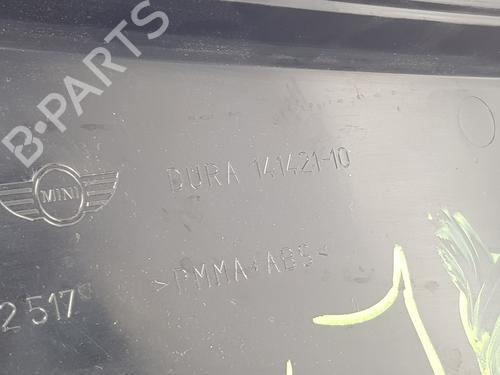 B-PARTS
MINI
DURA 141421-10
>PMMA+ABS<
2 517